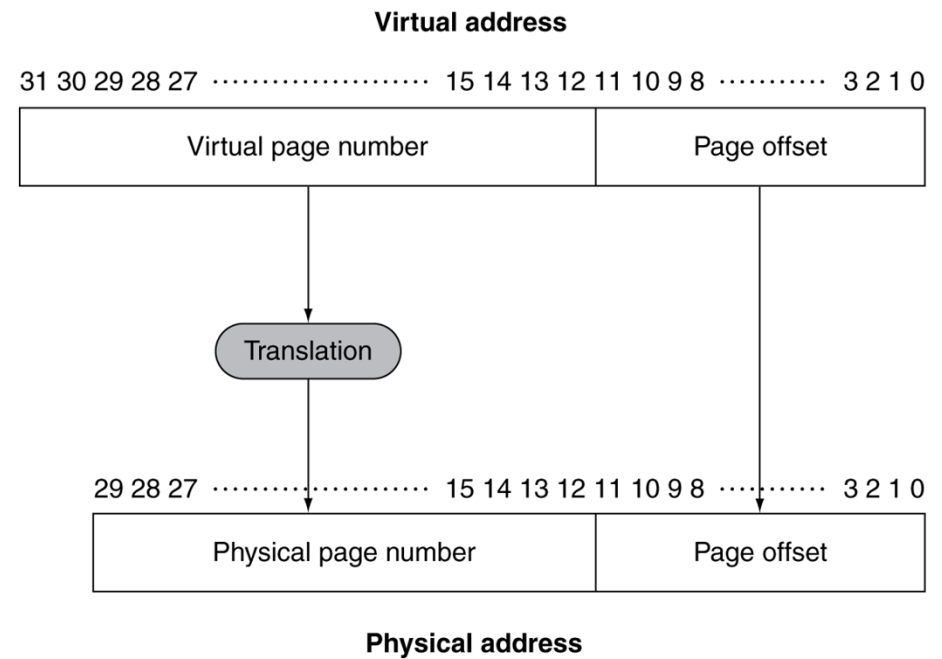 Virtual address
31 30 29 28 27 ······················ 15 14 13 12 11 10 9 8 ··········· 3 2 1 0
Virtual page number Page offset
Translation
29 28 27 ······················ 15 14 13 12 11 10 9 8 ··········· 3 2 1 0
Physical page number Page offset
Physical address